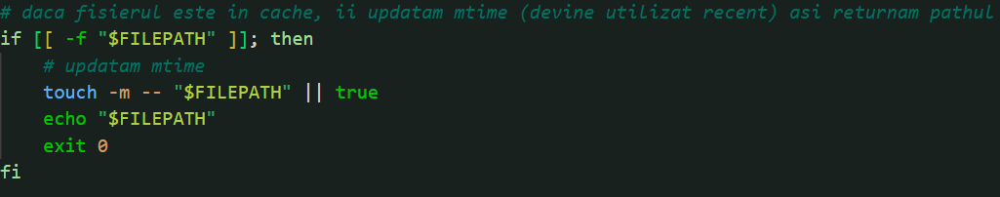 # daca fisierul este in cache, ii updatam mtime (devine utilizat recent) asi returnam pathul
if [[ -f "$FILEPATH" ]]; then
    # updatam mtime
    touch -m -- "$FILEPATH" || true
    echo "$FILEPATH"
    exit 0
fi